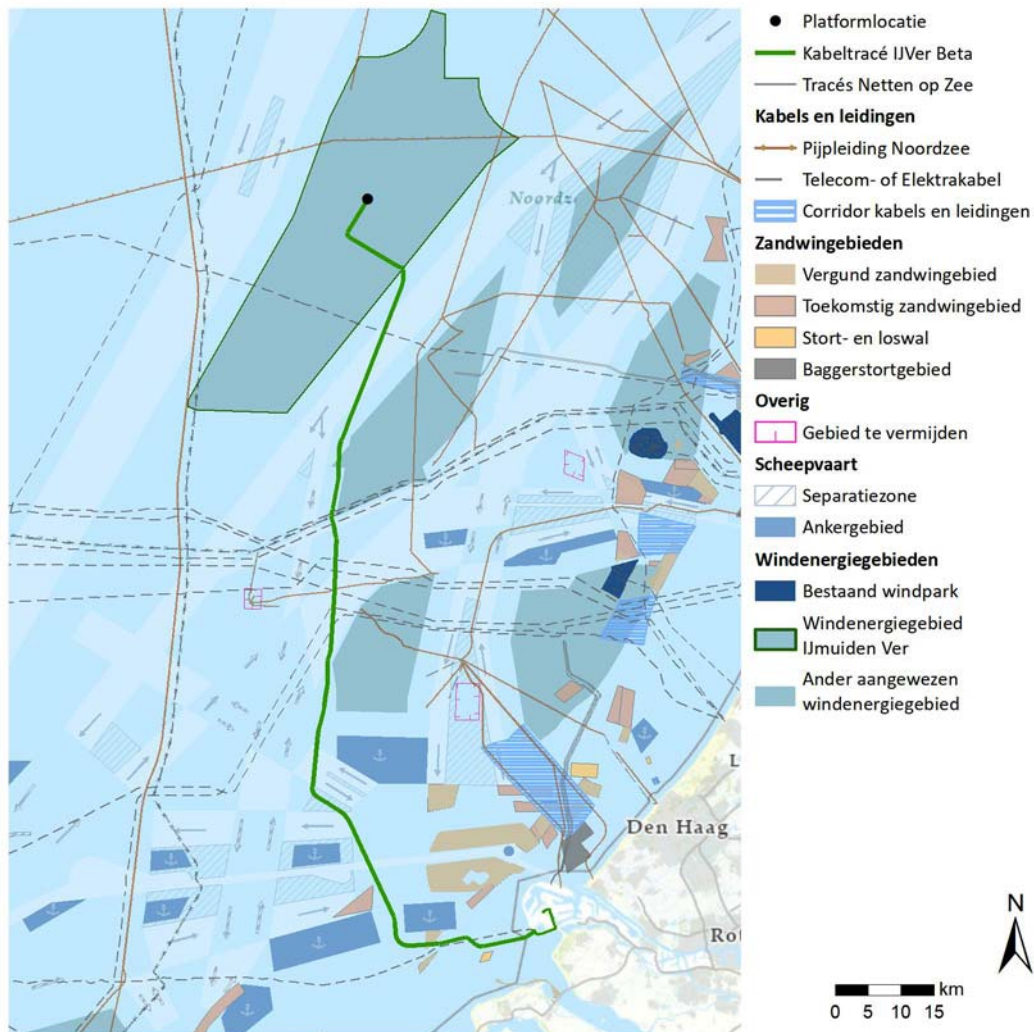 Noordz
Den Haag
L
Rot
Platformlocatie
Kabeltracé IJVer Beta
Tracés Netten op Zee
Kabels en leidingen
Pijpleiding Noordzee
Telecom- of Elektrakabel
Corridor kabels en leidingen
Zandwingebieden
Vergund zandwingebied
Toekomstig zandwingebied
Stort- en loswal
Baggerstortgebied
Overig
Gebied te vermijden
Scheepvaart
Separatiezone
Ankergebied
Windenergiegebieden
Bestaand windpark
Windenergiegebied
IJmuiden Ver
Ander aangewezen
windenergiegebied
N
km
0 5 10 15